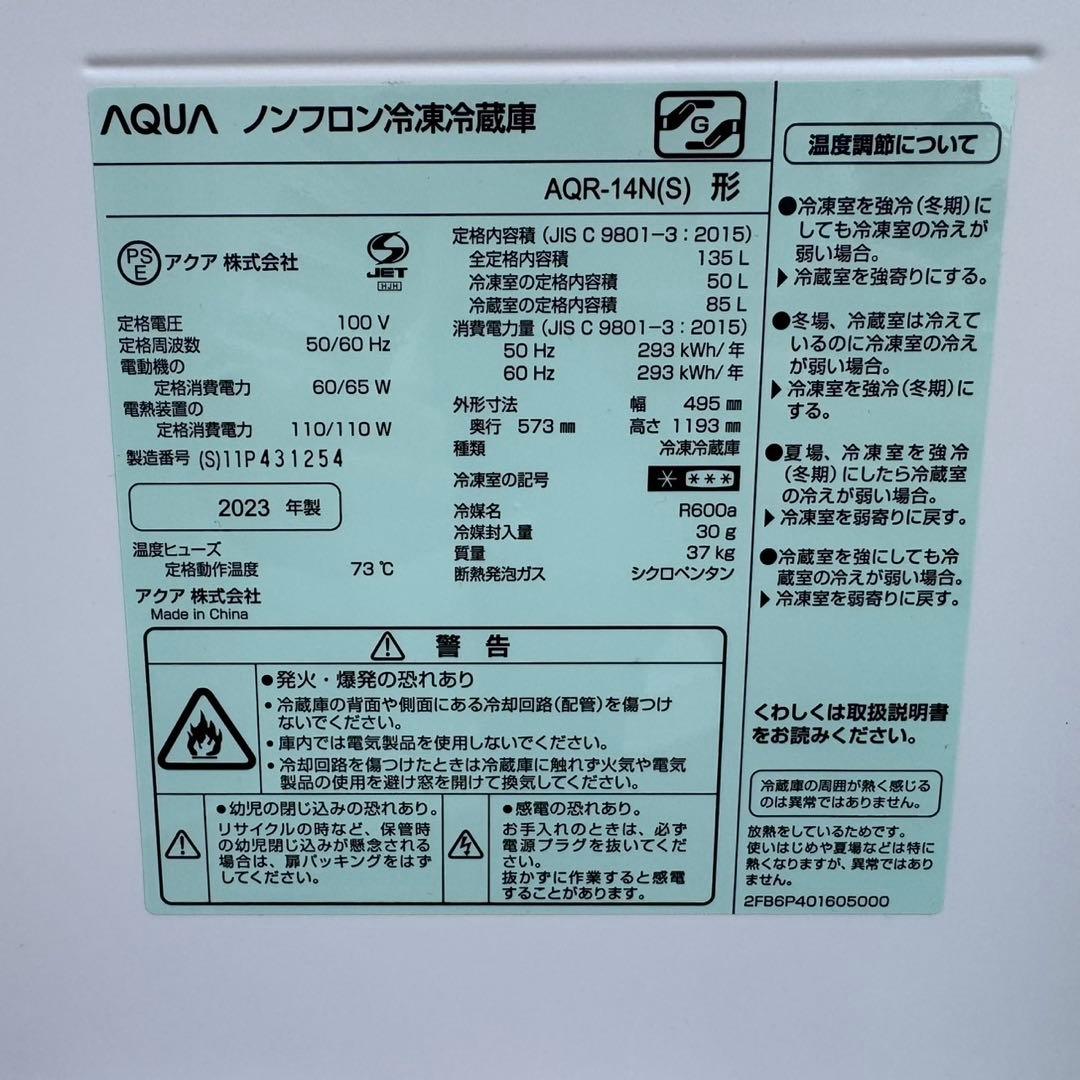 AQUA ノンフロン冷凍冷蔵庫
G
AQR-14N(S) 形
PS
E
アクア 株式会社
S
JET
HJH
定格電圧 100 V
定格周波数 50/60 Hz
電動機の
定格消費電力 60/65 W
電熱装置の
定格消費電力 110/110 W
製造番号 (S)11P431254
2023 年製
温度ヒューズ
定格動作温度 73 ℃
アクア 株式会社
Made in China
定格内容積 (JIS C 9801-3:2015)
全定格内容積 135 L
冷凍室の定格内容積 50 L
冷蔵室の定格内容積 85 L
消費電力量 (JIS C 9801-3:2015)
50 Hz 293 kWh/年
60 Hz 293 kWh/年
外形寸法 幅 495 ㎜
奥行 573 ㎜ 高さ 1193 ㎜
種類 冷凍冷蔵庫
冷凍室の記号 * ***
冷媒名 R600a
冷媒封入量 30 g
質量 37 kg
断熱発泡ガス シクロペンタン
⚠ 警 告
●発火・爆発の恐れあり
・冷蔵庫の背面や側面にある冷却回路(配管)を傷つけ
ないでください。
・庫内では電気製品を使用しないでください。
・冷却回路を傷つけたときは冷蔵庫に触れず火気や電気
製品の使用を避け窓を開けて換気してください。
●幼児の閉じ込みの恐れあり。
リサイクルの時など、保管時
の幼児閉じ込みが懸念される
場合は、扉パッキングをはず
してください。
●感電の恐れあり。
お手入れのときは、必ず
電源プラグを抜いてくだ
さい。
抜かずに作業すると感電
することがあります。
温度調節について
●冷凍室を強冷(冬期)に
しても冷凍室の冷えが
弱い場合。
▶冷蔵室を強寄りにする。
●冬場、冷蔵室は冷えて
いるのに冷凍室の冷え
が弱い場合。
▶冷凍室を強冷(冬期)に
する。
●夏場、冷凍室を強冷
(冬期)にしたら冷蔵室
の冷えが弱い場合。
▶冷凍室を弱寄りに戻す。
●冷蔵室を強にしても冷
蔵室の冷えが弱い場合。
▶冷凍室を弱寄りに戻す。
くわしくは取扱説明書
をお読みください。
冷蔵庫の周囲が熱く感じる
のは異常ではありません。
放熱をしているためです。
使いはじめや夏場などは特に
熱くなりますが、異常ではあり
ません。
2FB6P401605000